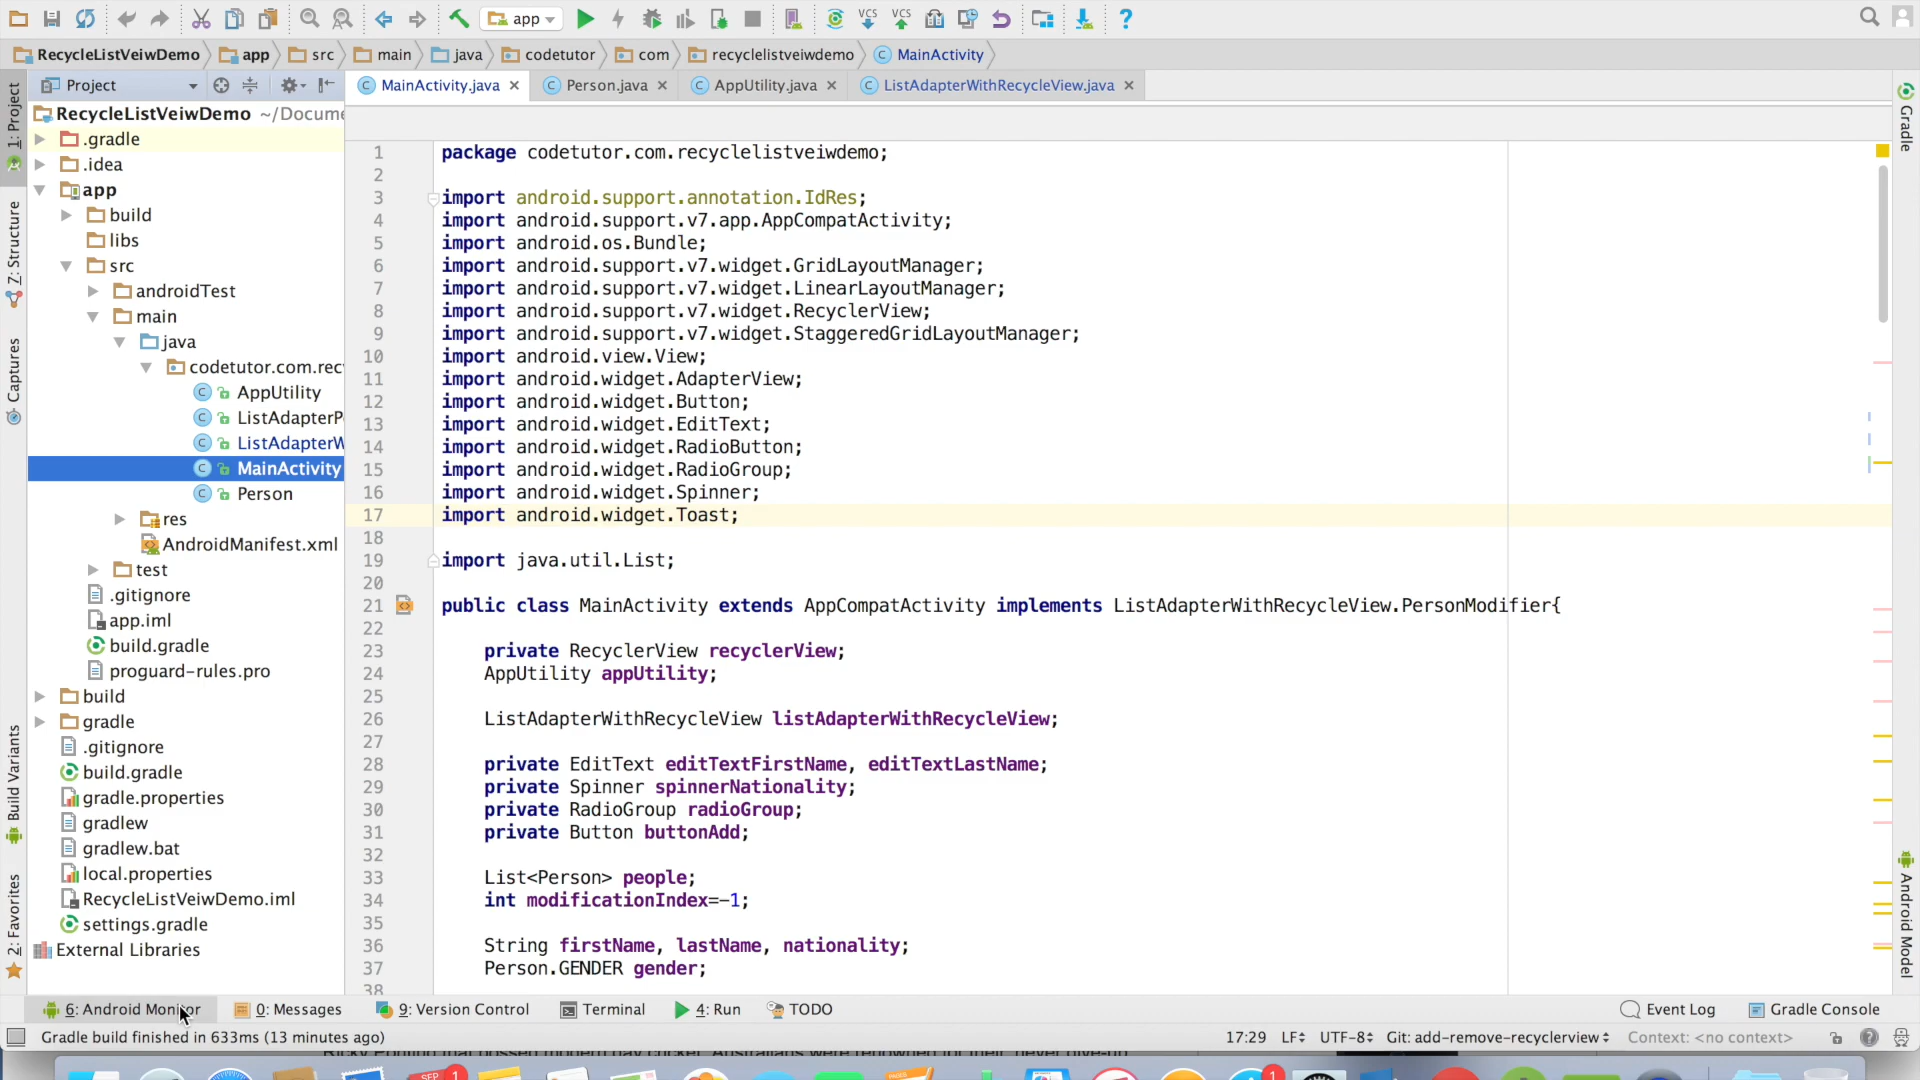 app
RecycleListVeiwDemo app src main java codetutor com recyclelistveiwdemo MainActivity
Project
MainActivity.java Person.java AppUtility.java ListAdapterWithRecycleView.java
1: Project
Z: Structure
Captures
Build Variants
2: Favorites
RecycleListVeiwDemo ~/Docume
.gradle
.idea
app
build
libs
src
androidTest
main
java
codetutor.com.rec
AppUtility
ListAdapterP
ListAdapterW
MainActivity
Person
res
AndroidManifest.xml
test
.gitignore
app.iml
build.gradle
proguard-rules.pro
build
gradle
.gitignore
build.gradle
gradle.properties
gradlew
gradlew.bat
local.properties
RecycleListVeiwDemo.iml
settings.gradle
External Libraries
1 package codetutor.com.recyclelistveiwdemo;
2
3 import android.support.annotation.IdRes;
4 import android.support.v7.app.AppCompatActivity;
5 import android.os.Bundle;
6 import android.support.v7.widget.GridLayoutManager;
7 import android.support.v7.widget.LinearLayoutManager;
8 import android.support.v7.widget.RecyclerView;
9 import android.support.v7.widget.StaggeredGridLayoutManager;
10 import android.view.View;
11 import android.widget.AdapterView;
12 import android.widget.Button;
13 import android.widget.EditText;
14 import android.widget.RadioButton;
15 import android.widget.RadioGroup;
16 import android.widget.Spinner;
17 import android.widget.Toast;
18
19 import java.util.List;
20
21 public class MainActivity extends AppCompatActivity implements ListAdapterWithRecycleView.PersonModifier{
22
23 private RecyclerView recyclerView;
24 AppUtility appUtility;
25
26 ListAdapterWithRecycleView listAdapterWithRecycleView;
27
28 private EditText editTextFirstName, editTextLastName;
29 private Spinner spinnerNationality;
30 private RadioGroup radioGroup;
31 private Button buttonAdd;
32
33 List<Person> people;
34 int modificationIndex=-1;
35
36 String firstName, lastName, nationality;
37 Person.GENDER gender;
38
Gradle
Android Model
6: Android Monitor 0: Messages 9: Version Control Terminal 4: Run TODO Event Log Gradle Console
Gradle build finished in 633ms (13 minutes ago) 17:29 LF UTF-8 Git: add-remove-recyclerview Context: <no context>
SEP 1 1